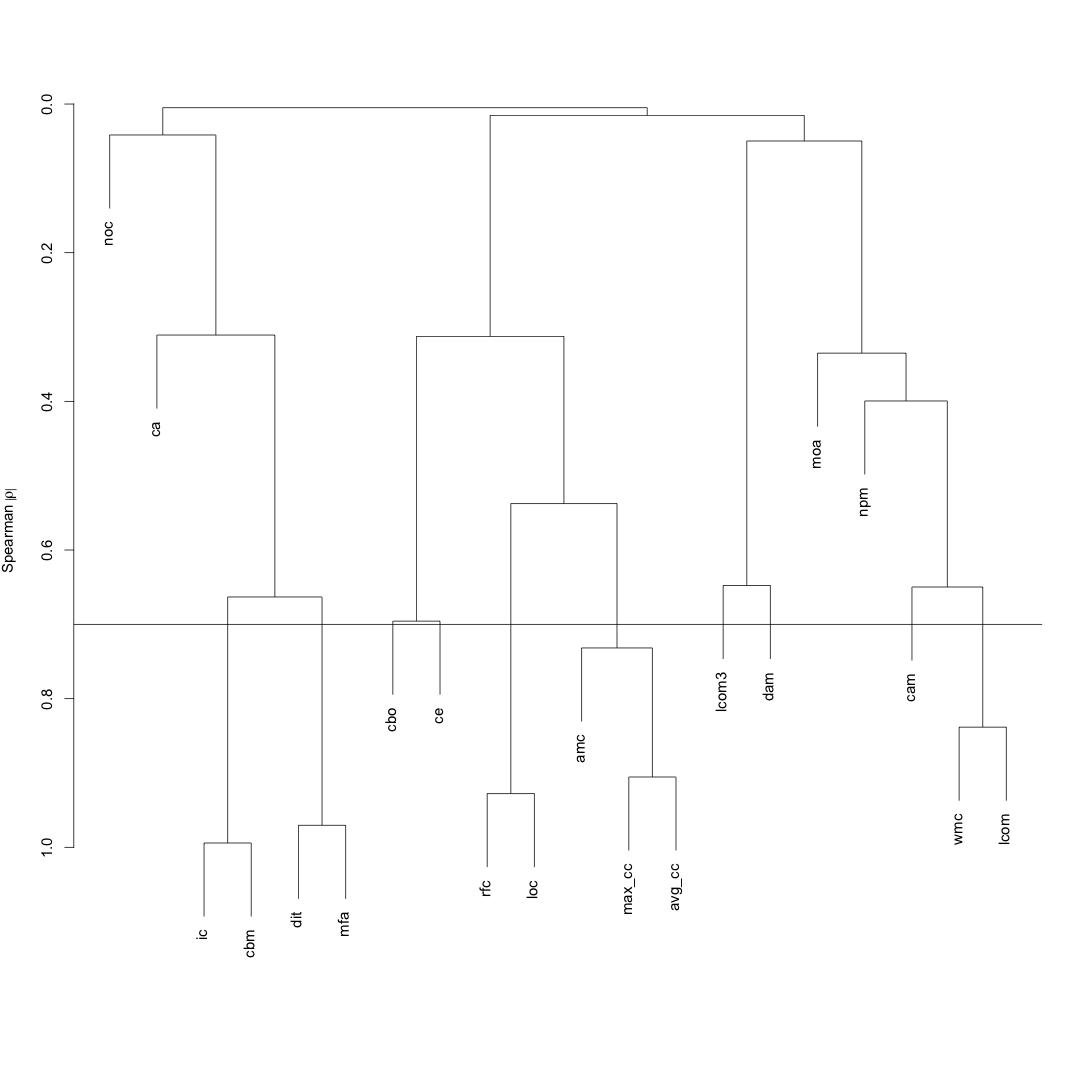 0.0
0.2
0.4
0.6
0.8
1.0
Spearman |ρ|
noc
ca
ic
cbm
dit
mfa
cbo
ce
rfc
loc
amc
max_cc
avg_cc
lcom3
dam
moa
npm
cam
wmc
lcom